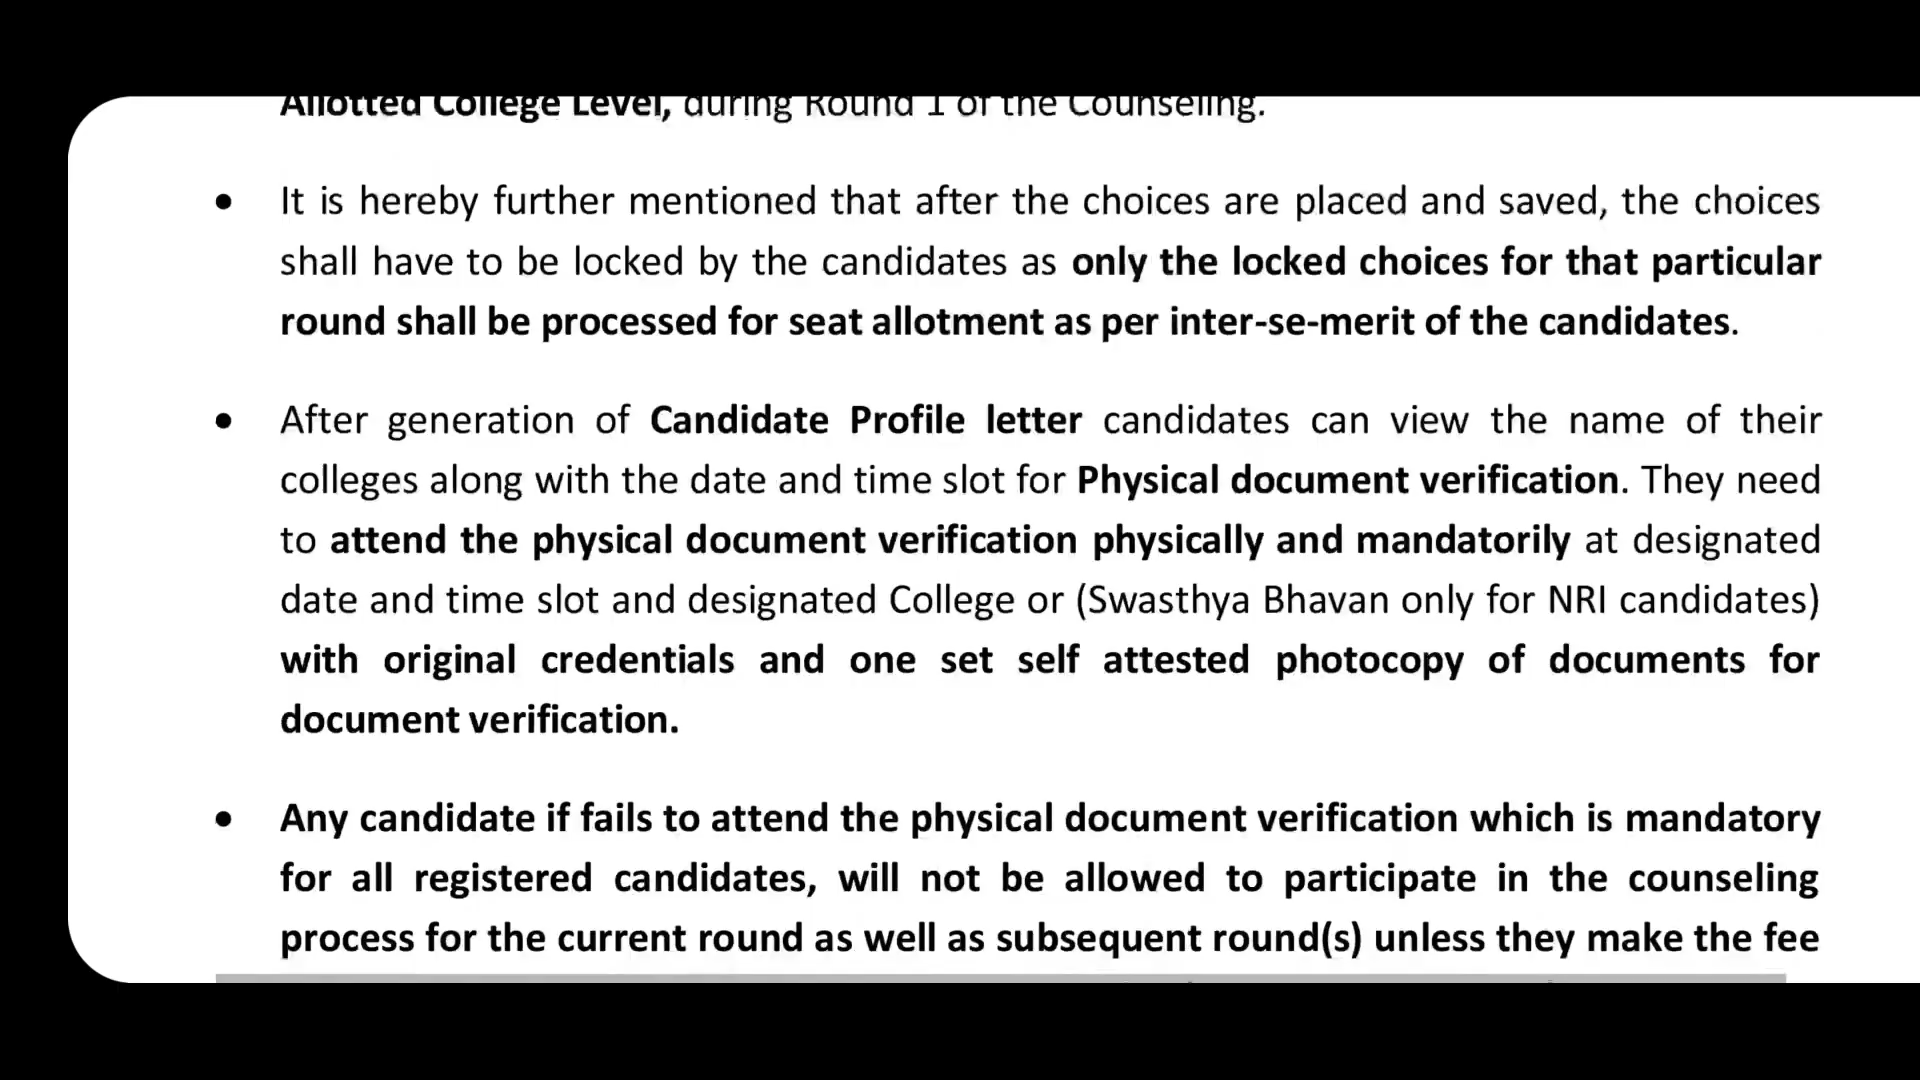 Allotted College Level, during Round 1 of the Counseling.
• It is hereby further mentioned that after the choices are placed and saved, the choices
shall have to be locked by the candidates as only the locked choices for that particular
round shall be processed for seat allotment as per inter-se-merit of the candidates.
• After generation of Candidate Profile letter candidates can view the name of their
colleges along with the date and time slot for Physical document verification. They need
to attend the physical document verification physically and mandatorily at designated
date and time slot and designated College or (Swasthya Bhavan only for NRI candidates)
with original credentials and one set self attested photocopy of documents for
document verification.
• Any candidate if fails to attend the physical document verification which is mandatory
for all registered candidates, will not be allowed to participate in the counseling
process for the current round as well as subsequent round(s) unless they make the fee